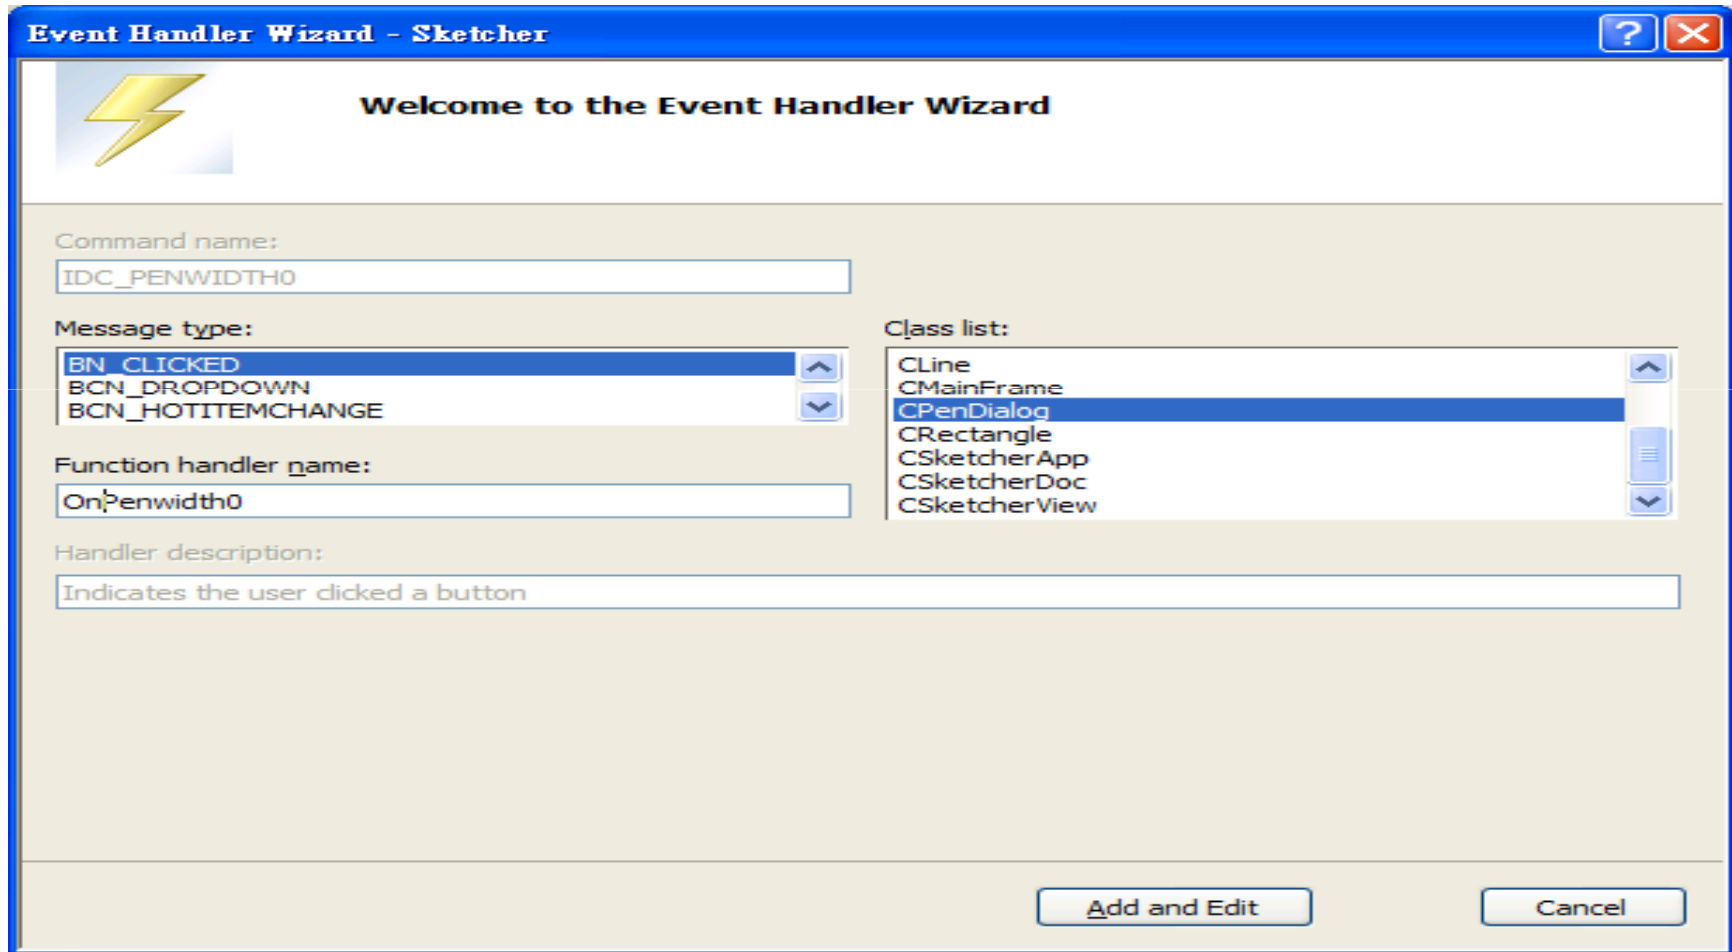 Event Handler Wizard - Sketcher
Welcome to the Event Handler Wizard
Command name:
IDC_PENWIDTH0
Message type:
BN_CLICKED
BCN_DROPDOWN
BCN_HOTITEMCHANGE
Class list:
CLine
CMainFrame
CPenDialog
CRectangle
CSketcherApp
CSketcherDoc
CSketcherView
Function handler name:
OnPenwidth0
Handler description:
Indicates the user clicked a button
Add and Edit
Cancel